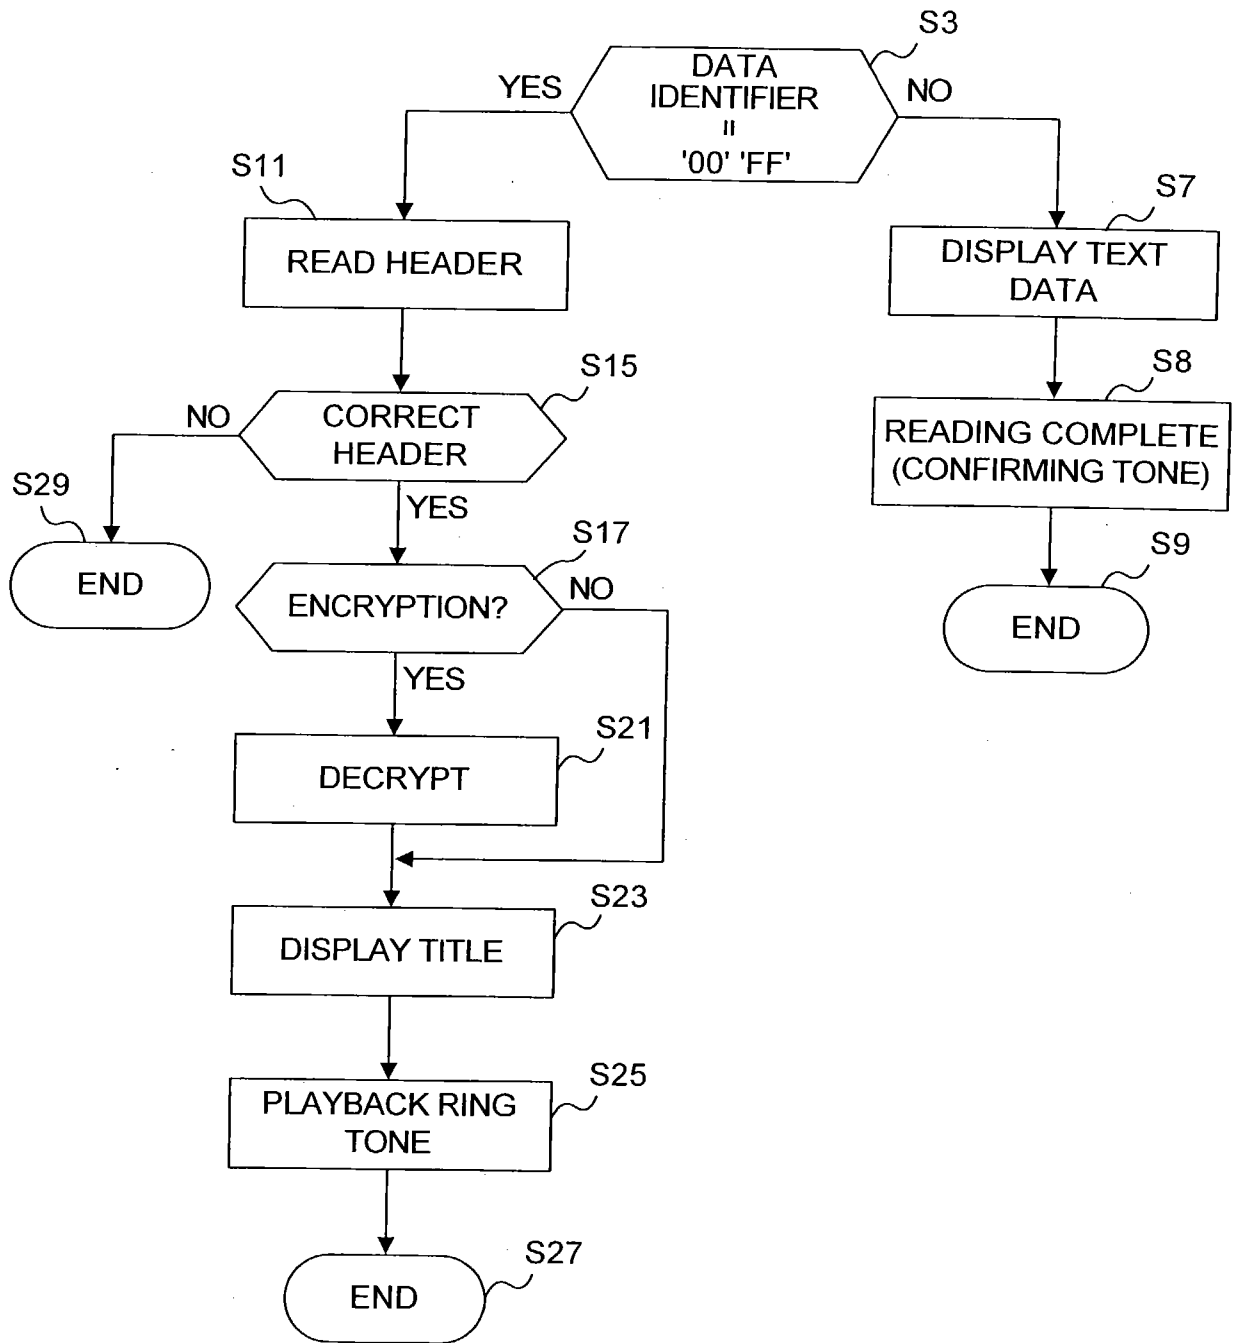 S3
DATA
IDENTIFIER
=
'00' 'FF'
YES
NO
S11
READ HEADER
S7
DISPLAY TEXT
DATA
S15
CORRECT
HEADER
NO
YES
S8
READING COMPLETE
(CONFIRMING TONE)
S29
END
S17
ENCRYPTION?
NO
YES
S9
END
S21
DECRYPT
S23
DISPLAY TITLE
S25
PLAYBACK RING
TONE
S27
END